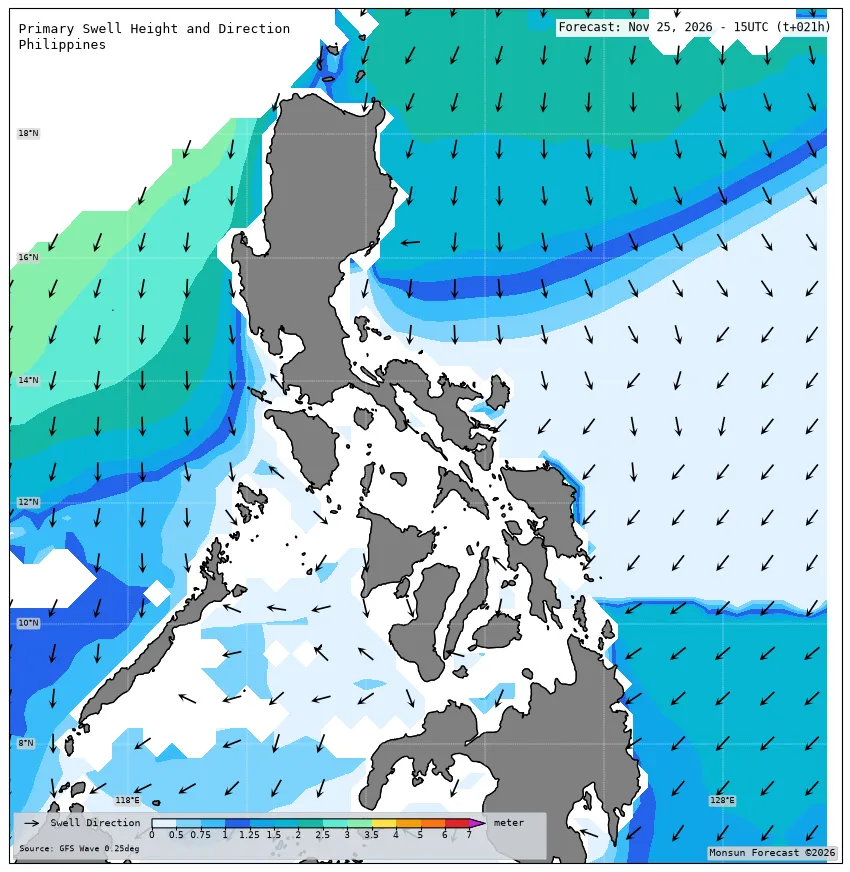 Primary Swell Height and Direction
Philippines
Forecast: Nov 25, 2026 - 15UTC (t+021h)
18°N
16°N
14°N
12°N
10°N
8°N
118°E
128°E
Swell Direction
0 0.5 0.75 1 1.25 1.5 2 2.5 3 3.5 4 5 6 7
meter
Source: GFS Wave 0.25deg
Monsun Forecast ©2026